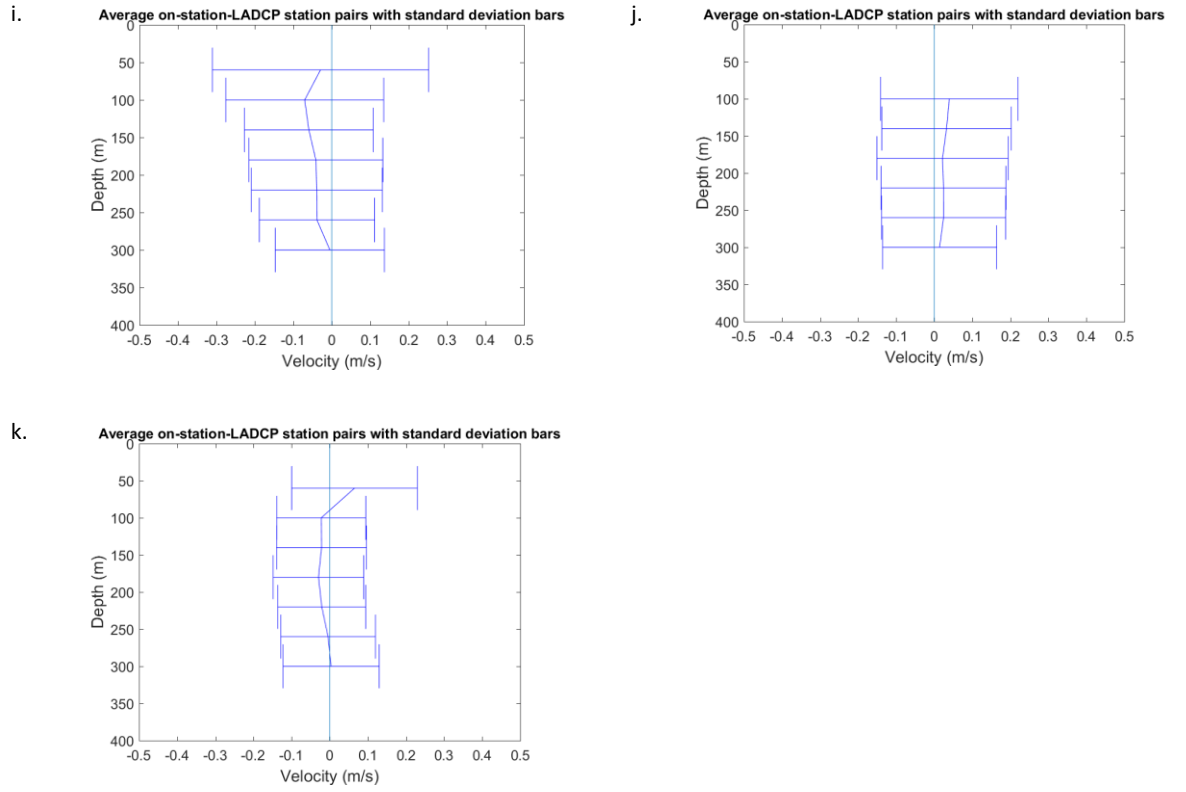 i.
Average on-station-LADCP station pairs with standard deviation bars
0
50
100
150
200
250
300
350
400
Depth (m)
-0.5 -0.4 -0.3 -0.2 -0.1 0 0.1 0.2 0.3 0.4 0.5
Velocity (m/s)
j.
Average on-station-LADCP station pairs with standard deviation bars
0
50
100
150
200
250
300
350
400
Depth (m)
-0.5 -0.4 -0.3 -0.2 -0.1 0 0.1 0.2 0.3 0.4 0.5
Velocity (m/s)
k.
Average on-station-LADCP station pairs with standard deviation bars
0
50
100
150
200
250
300
350
400
Depth (m)
-0.5 -0.4 -0.3 -0.2 -0.1 0 0.1 0.2 0.3 0.4 0.5
Velocity (m/s)